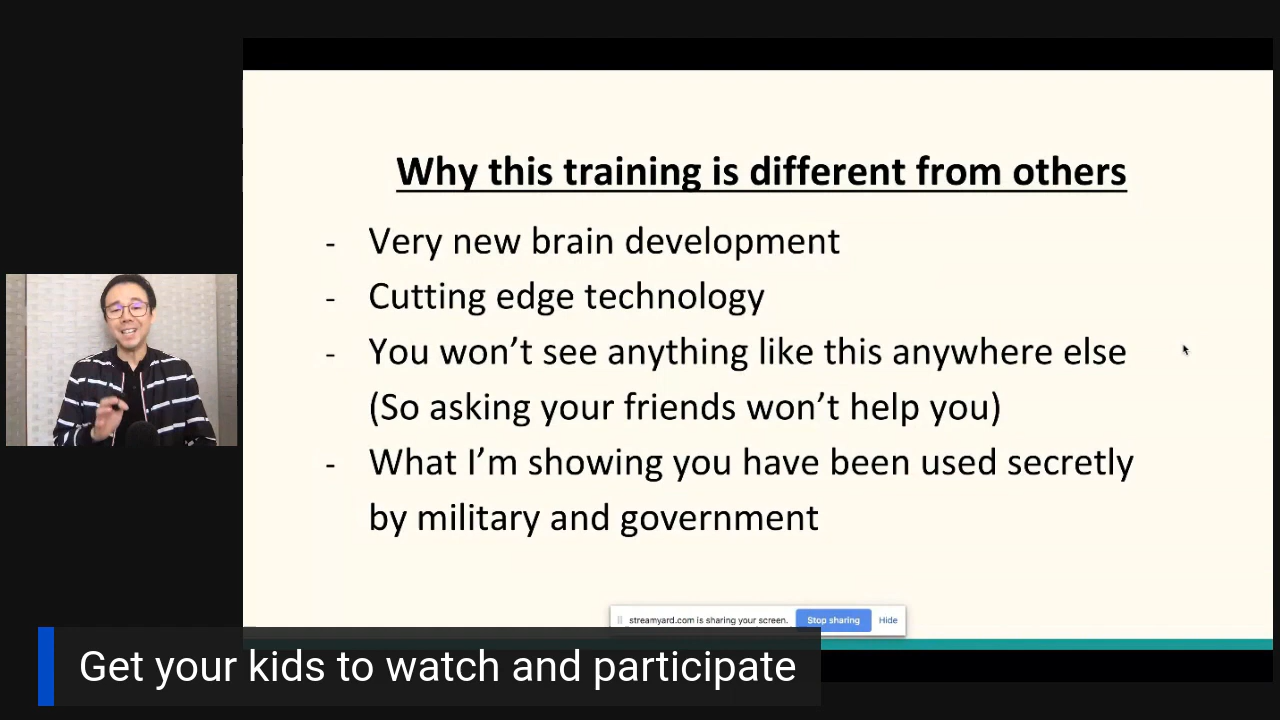 Why this training is different from others
- Very new brain development
- Cutting edge technology
- You won’t see anything like this anywhere else
(So asking your friends won’t help you)
- What I’m showing you have been used secretly
by military and government
streamyard.com is sharing your screen. Stop sharing Hide
Get your kids to watch and participate